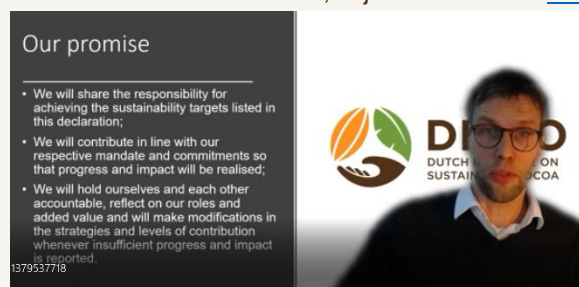 Our promise
• We will share the responsibility for
achieving the sustainability targets listed in
this declaration;
• We will contribute in line with our
respective mandate and commitments so
that progress and impact will be realised;
• We will hold ourselves and each other
accountable, reflect on our roles and
added value and will make modifications in
the strategies and levels of contribution
whenever insufficient progress and impact
is reported.
1379537718
DUTCH
ON